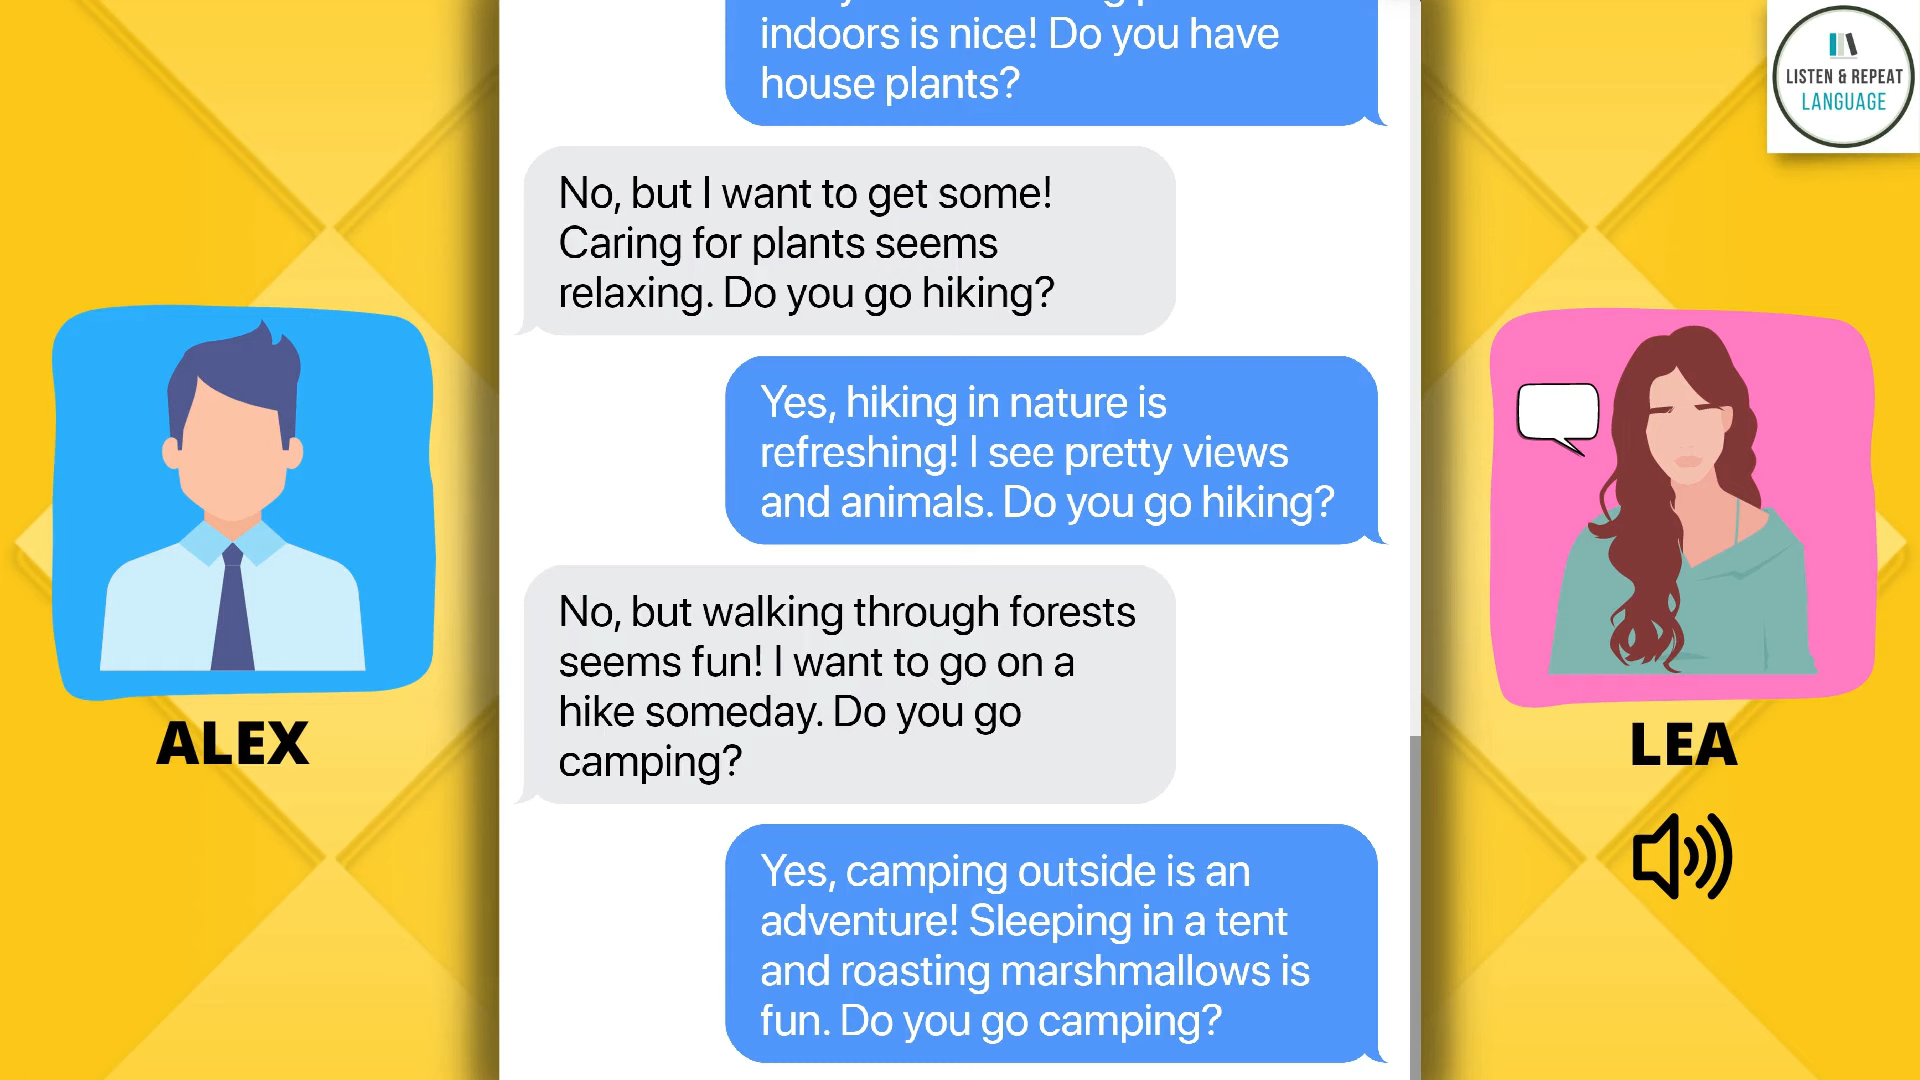 indoors is nice! Do you have
house plants?
LISTEN & REPEAT
LANGUAGE
No, but I want to get some!
Caring for plants seems
relaxing. Do you go hiking?
Yes, hiking in nature is
refreshing! I see pretty views
and animals. Do you go hiking?
No, but walking through forests
seems fun! I want to go on a
hike someday. Do you go
camping?
ALEX
LEA
Yes, camping outside is an
adventure! Sleeping in a tent
and roasting marshmallows is
fun. Do you go camping?